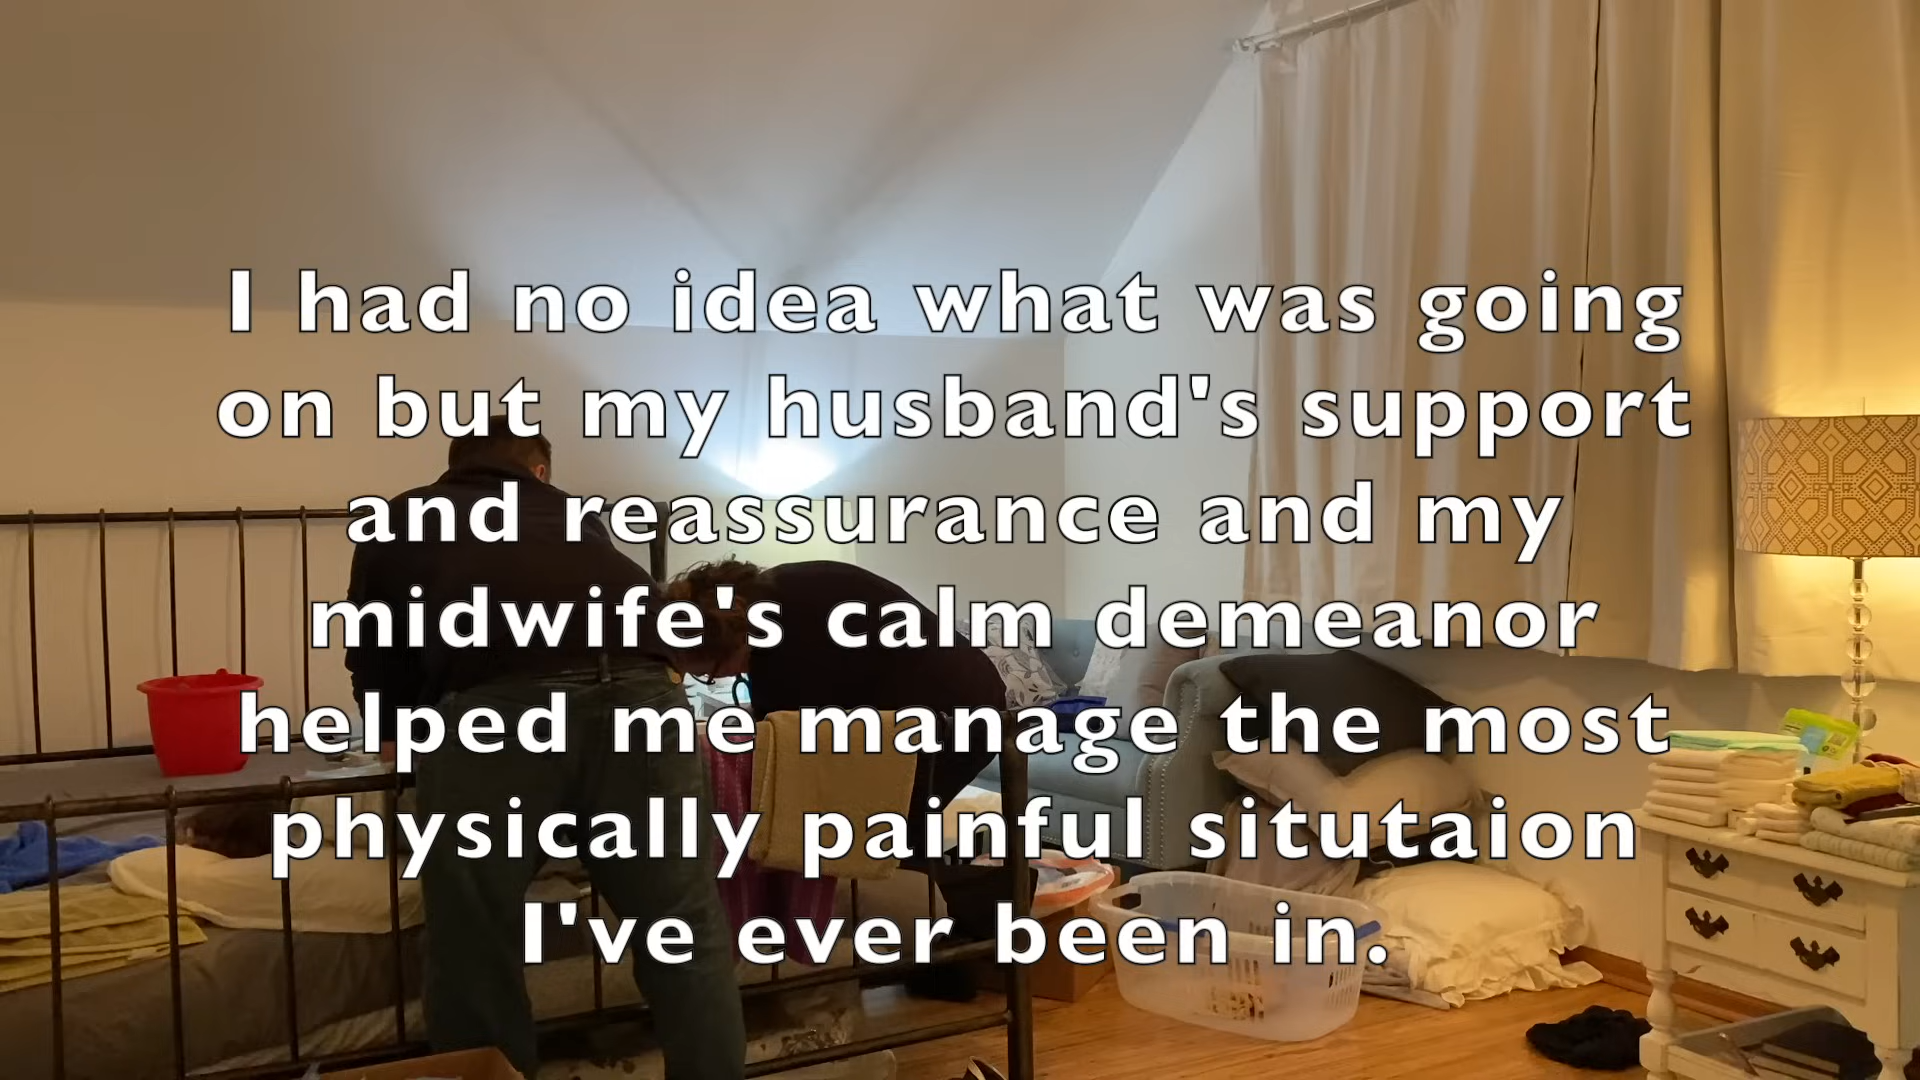 I had no idea what was going
on but my husband's support
and reassurance and my
midwife's calm demeanor
helped me manage the most
physically painful situtaion
I've ever been in.